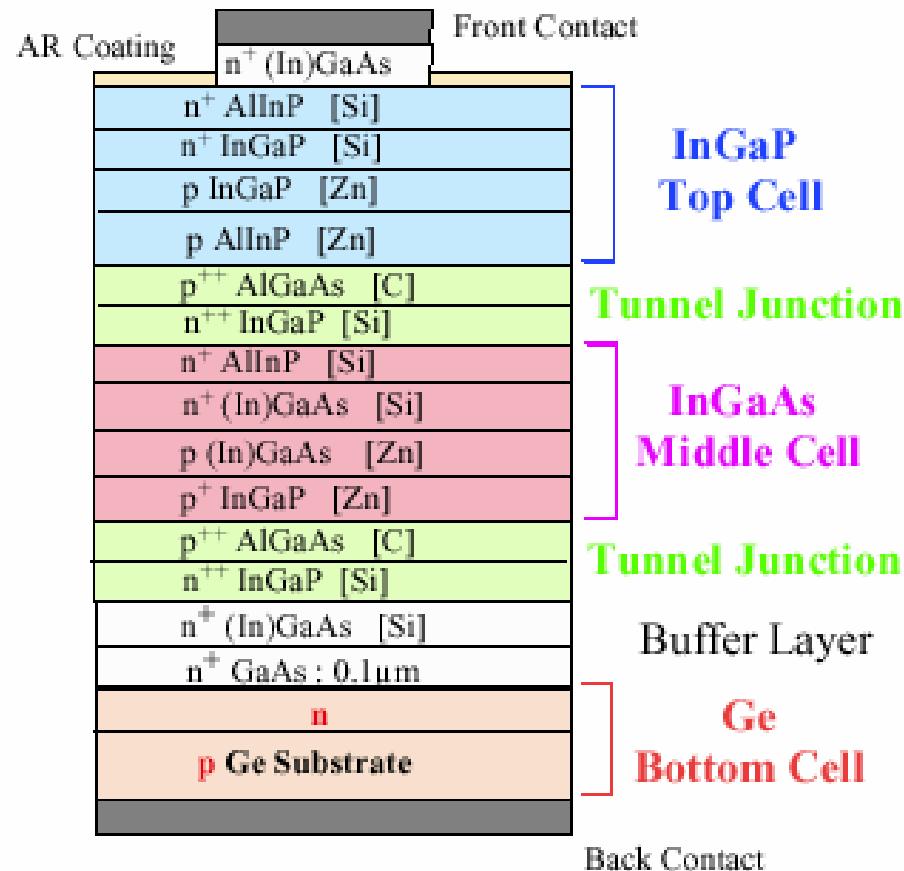 Front Contact
AR Coating
n⁺ (In)GaAs
n⁺ AlInP [Si]
n⁺ InGaP [Si]
p InGaP [Zn]
p AlInP [Zn]
InGaP
Top Cell
p⁺⁺ AlGaAs [C]
n⁺⁺ InGaP [Si]
Tunnel Junction
n⁺ AlInP [Si]
n⁺ (In)GaAs [Si]
p (In)GaAs [Zn]
p⁺ InGaP [Zn]
InGaAs
Middle Cell
p⁺⁺ AlGaAs [C]
n⁺⁺ InGaP [Si]
Tunnel Junction
n⁺ (In)GaAs [Si]
n⁺ GaAs : 0.1μm
Buffer Layer
n
p Ge Substrate
Ge
Bottom Cell
Back Contact